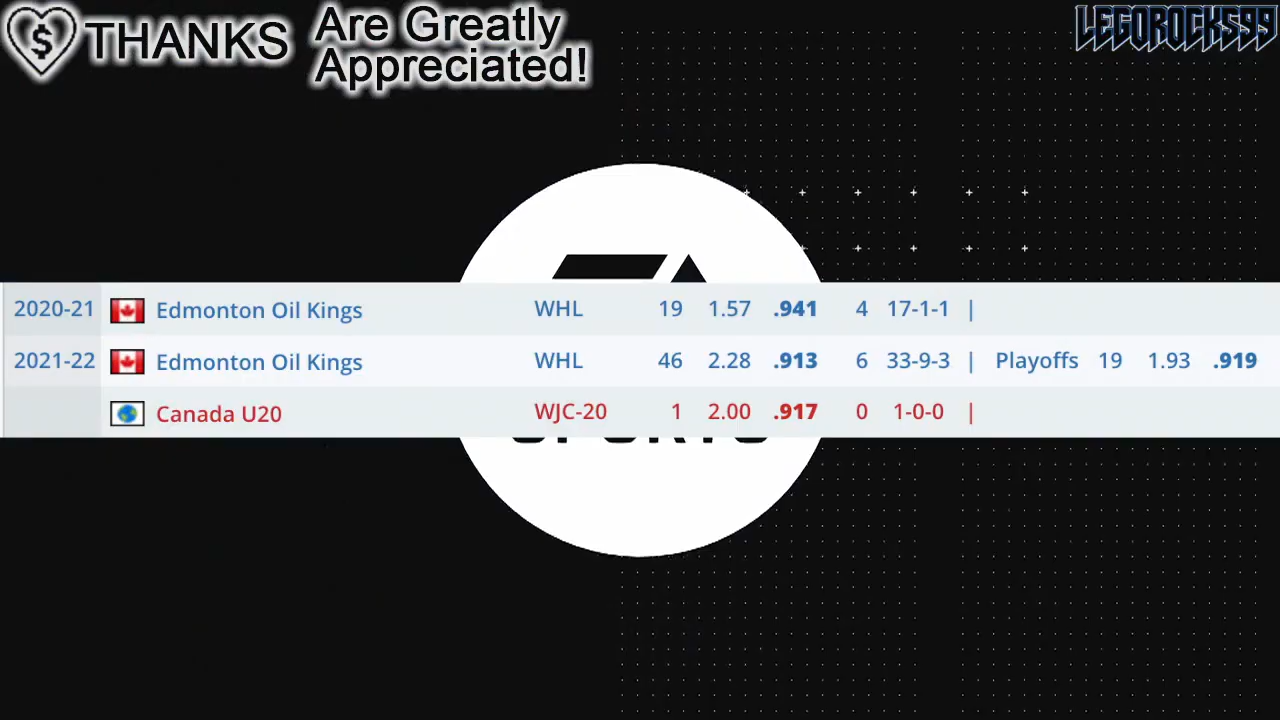 THANKS Are Greatly
Appreciated!
LEGOROCKS99
2020-21 Edmonton Oil Kings WHL 19 1.57 .941 4 17-1-1 |
2021-22 Edmonton Oil Kings WHL 46 2.28 .913 6 33-9-3 | Playoffs 19 1.93 .919
Canada U20 WJC-20 1 2.00 .917 0 1-0-0 |